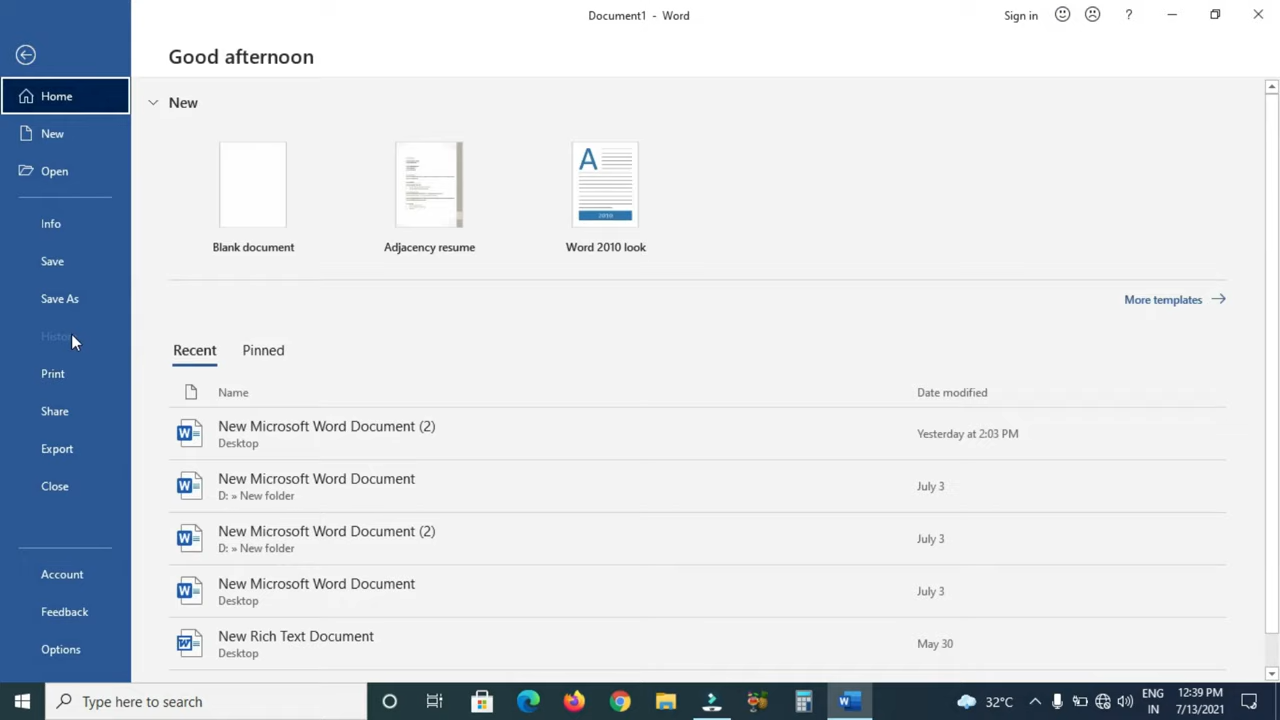 Document1 - Word
Sign in
?
Good afternoon
Home
New
Open
Info
Save
Save As
Print
Share
Export
Close
Account
Feedback
Options
New
A
2010
Blank document
Adjacency resume
Word 2010 look
More templates
Recent
Pinned
Name
Date modified
New Microsoft Word Document (2)
Desktop
Yesterday at 2:03 PM
New Microsoft Word Document
D: » New folder
July 3
New Microsoft Word Document (2)
D: » New folder
July 3
New Microsoft Word Document
Desktop
July 3
New Rich Text Document
Desktop
May 30
Type here to search
32°C
ENG
IN
12:39 PM
7/13/2021